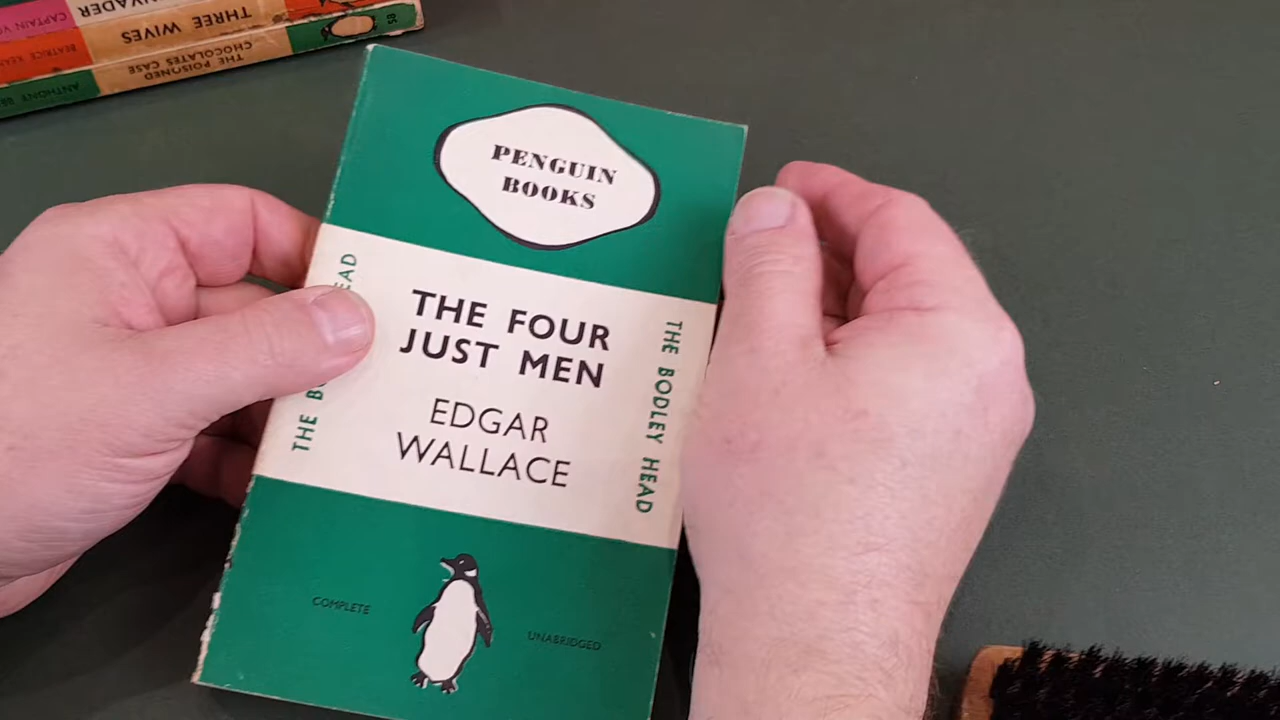 THREE WIVES
THE POISONED
CHOCOLATES CASE
PENGUIN
BOOKS
THE FOUR
JUST MEN
EDGAR
WALLACE
THE BODLEY HEAD
COMPLETE
UNABRIDGED